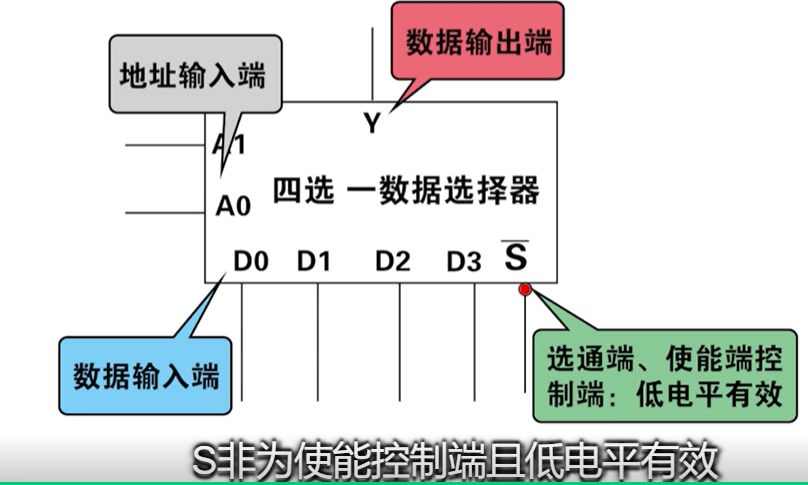 数据输出端
地址输入端
Y
A1
四选 一数据选择器
A0
D0 D1 D2 D3 S̅
数据输入端
选通端、使能端控
制端：低电平有效
S非为使能控制端且低电平有效